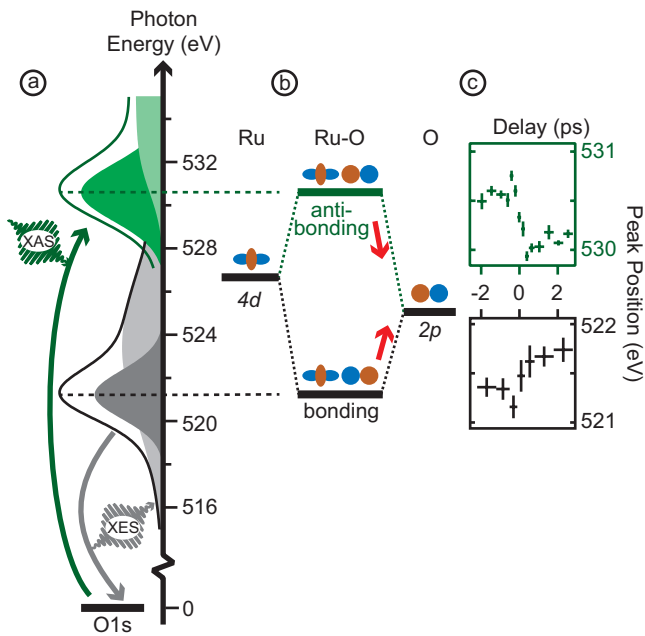 Photon
Energy (eV)
a
b
c
Ru
Ru-O
O
Delay (ps)
532
528
524
520
516
0
XAS
XES
O1s
4d
anti-
bonding
bonding
2p
531
530
-2
0
2
522
521
Peak Position
(eV)